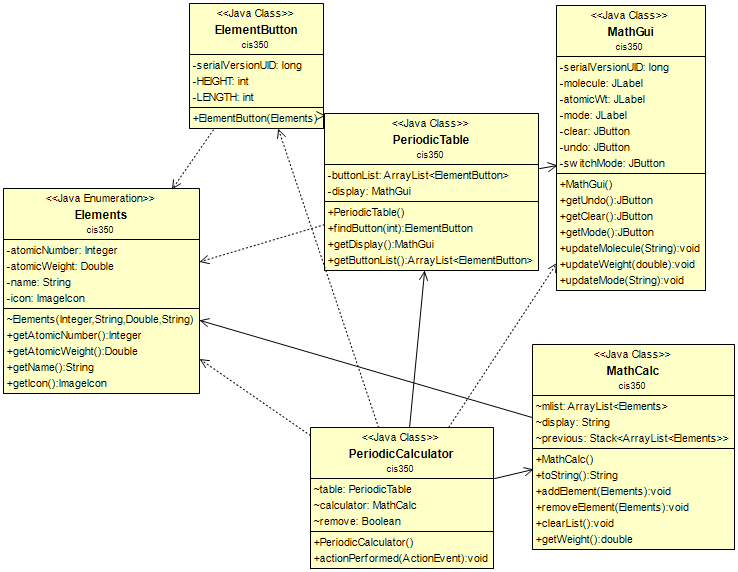 <<Java Class>>
ElementButton
cis350
-serialVersionUID: long
-HEIGHT: int
-LENGTH: int
+ElementButton(Elements)
<<Java Class>>
MathGui
cis350
-serialVersionUID: long
-molecule: JLabel
-atomicWt: JLabel
-mode: JLabel
-clear: JButton
-undo: JButton
-switchMode: JButton
+MathGui()
+getUndo():JButton
+getClear():JButton
+getMode():JButton
+updateMolecule(String):void
+updateWeight(double):void
+updateMode(String):void
<<Java Class>>
PeriodicTable
cis350
-buttonList: ArrayList<ElementButton>
-display: MathGui
+PeriodicTable()
+findButton(int):ElementButton
+getDisplay():MathGui
+getButtonList():ArrayList<ElementButton>
<<Java Enumeration>>
Elements
cis350
-atomicNumber: Integer
-atomicWeight: Double
-name: String
-icon: ImageIcon
~Elements(Integer,String,Double,String)
+getAtomicNumber():Integer
+getAtomicWeight():Double
+getName():String
+getIcon():ImageIcon
<<Java Class>>
MathCalc
cis350
~mlist: ArrayList<Elements>
~display: String
~previous: Stack<ArrayList<Elements>>
+MathCalc()
+toString():String
+addElement(Elements):void
+removeElement(Elements):void
+clearList():void
+getWeight():double
<<Java Class>>
PeriodicCalculator
cis350
~table: PeriodicTable
~calculator: MathCalc
~remove: Boolean
+PeriodicCalculator()
+actionPerformed(ActionEvent):void